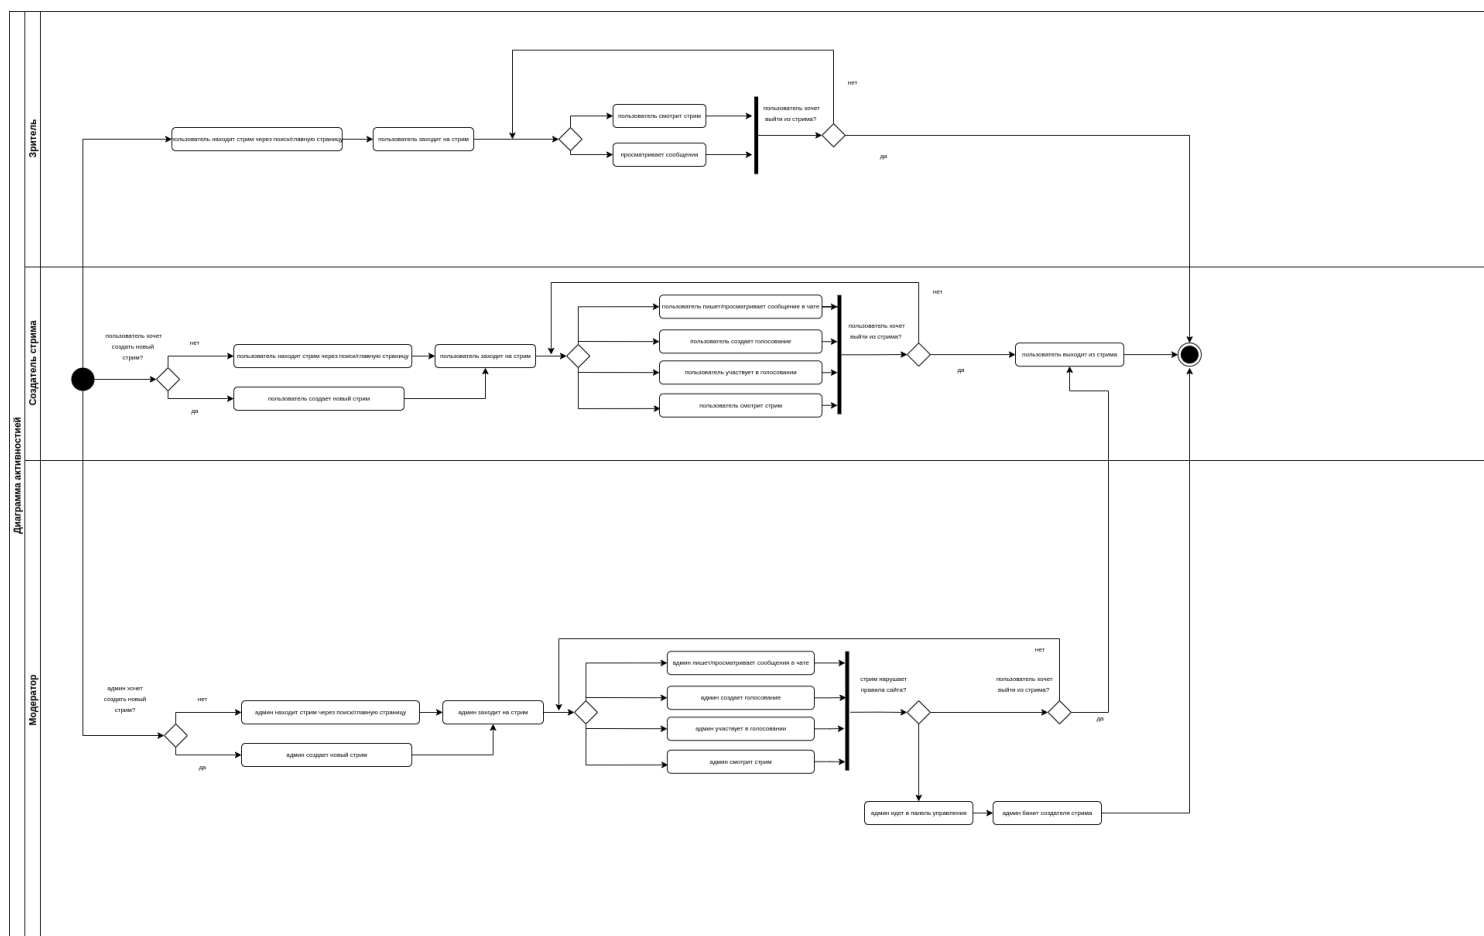 Диаграмма активностией
Зритель
пользователь находит стрим через поиск/главную страницу
пользователь заходит на стрим
пользователь смотрит стрим
просматривает сообщения
пользователь хочет
выйти из стрима?
нет
да
Создатель стрима
пользователь хочет
создать новый
стрим?
нет
да
пользователь находит стрим через поиск/главную страницу
пользователь создает новый стрим
пользователь заходит на стрим
пользователь пишет/просматривает сообщение в чате
пользователь создает голосование
пользователь участвует в голосовании
пользователь смотрит стрим
пользователь хочет
выйти из стрима?
нет
да
пользователь выходит из стрима
Модератор
админ хочет
создать новый
стрим?
нет
да
админ находит стрим через поиск/главную страницу
админ создает новый стрим
админ заходит на стрим
админ пишет/просматривает сообщения в чате
админ создает голосование
админ участвует в голосовании
админ смотрит стрим
стрим нарушает
правила сайта?
пользователь хочет
выйти из стрима?
нет
да
админ идет в панель управления
админ банит создателя стрима